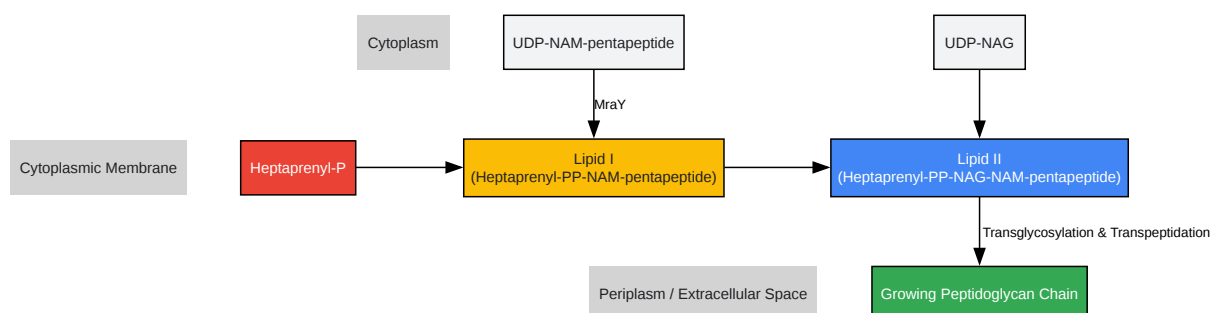 Cytoplasm
UDP-NAM-pentapeptide
UDP-NAG
MraY
Cytoplasmic Membrane
Heptaprenyl-P
Lipid I
(Heptaprenyl-PP-NAM-pentapeptide)
Lipid II
(Heptaprenyl-PP-NAG-NAM-pentapeptide)
Transglycosylation & Transpeptidation
Periplasm / Extracellular Space
Growing Peptidoglycan Chain